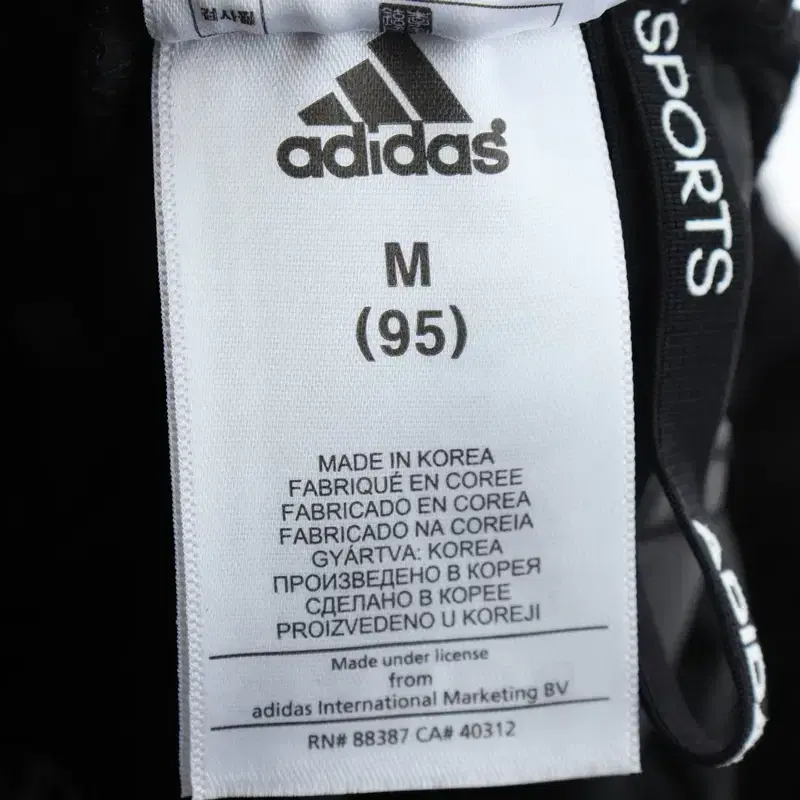 adidas
M
(95)
MADE IN KOREA
FABRIQUÉ EN COREE
FABRICADO EN COREA
FABRICADO NA COREIA
GYÁRTVA: KOREA
ПРОИЗВЕДЕНО В КОРЕЯ
СДЕЛАНО В КОРЕЕ
PROIZVEDENO U KOREJI
Made under license
from
adidas International Marketing BV
RN# 88387 CA# 40312
SPORTS